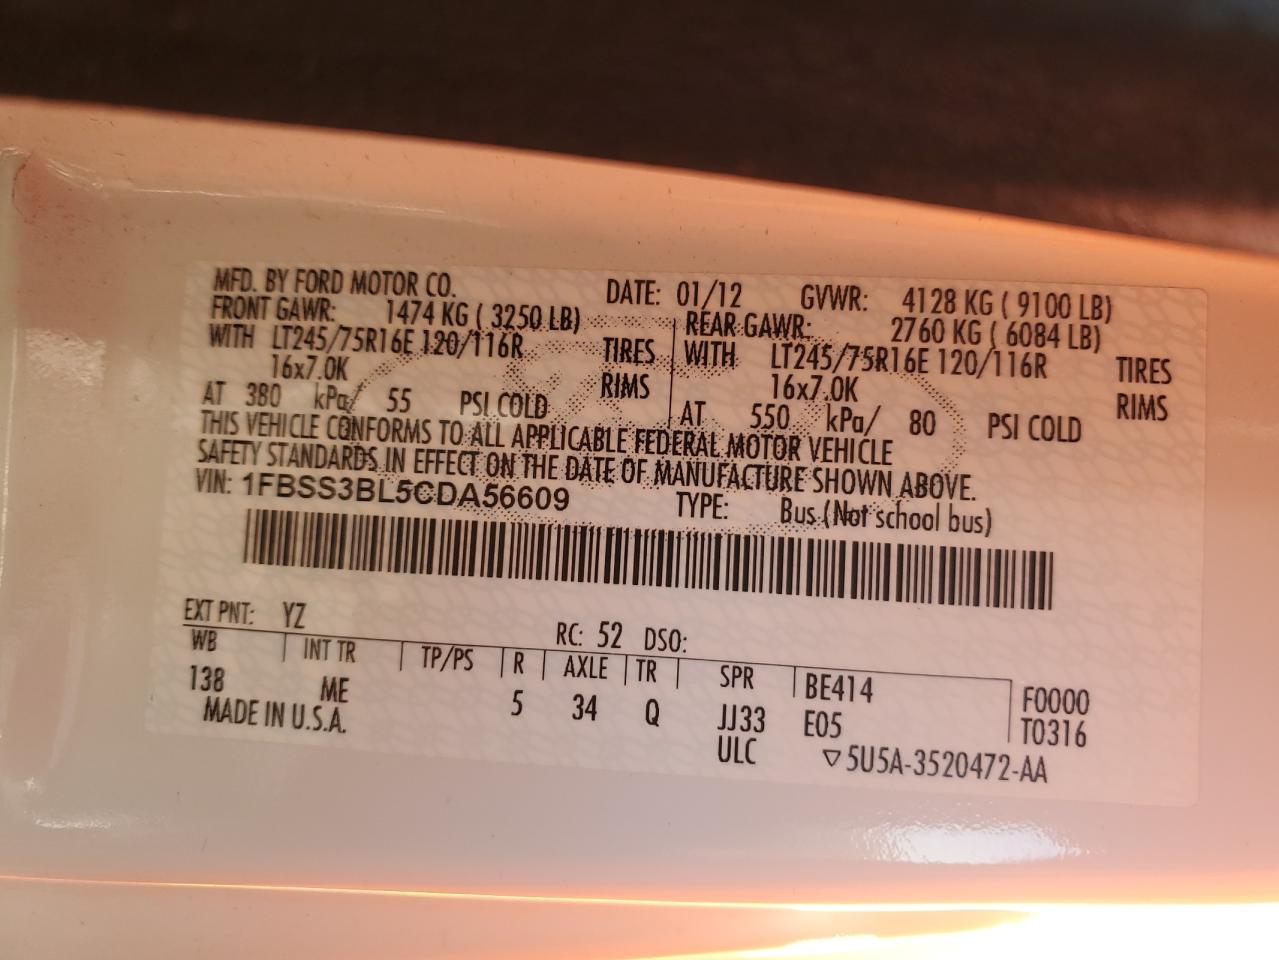 MFD. BY FORD MOTOR CO. DATE: 01/12 GVWR: 4128 KG ( 9100 LB)
FRONT GAWR: 1474 KG ( 3250 LB) REAR GAWR: 2760 KG ( 6084 LB)
WITH LT245/75R16E 120/116R TIRES WITH LT245/75R16E 120/116R TIRES
16x7.0K RIMS 16x7.0K RIMS
AT 380 kPa/ 55 PSI COLD AT 550 kPa/ 80 PSI COLD
THIS VEHICLE CONFORMS TO ALL APPLICABLE FEDERAL MOTOR VEHICLE
SAFETY STANDARDS IN EFFECT ON THE DATE OF MANUFACTURE SHOWN ABOVE.
VIN: 1FBSS3BL5CDA56609 TYPE: Bus (Not school bus)
EXT PNT: YZ RC: 52 DSO:
WB INT TR TP/PS R AXLE TR SPR BE414 F0000
138 ME 5 34 Q JJ33 E05 T0316
MADE IN U.S.A. ULC ▽5U5A-3520472-AA